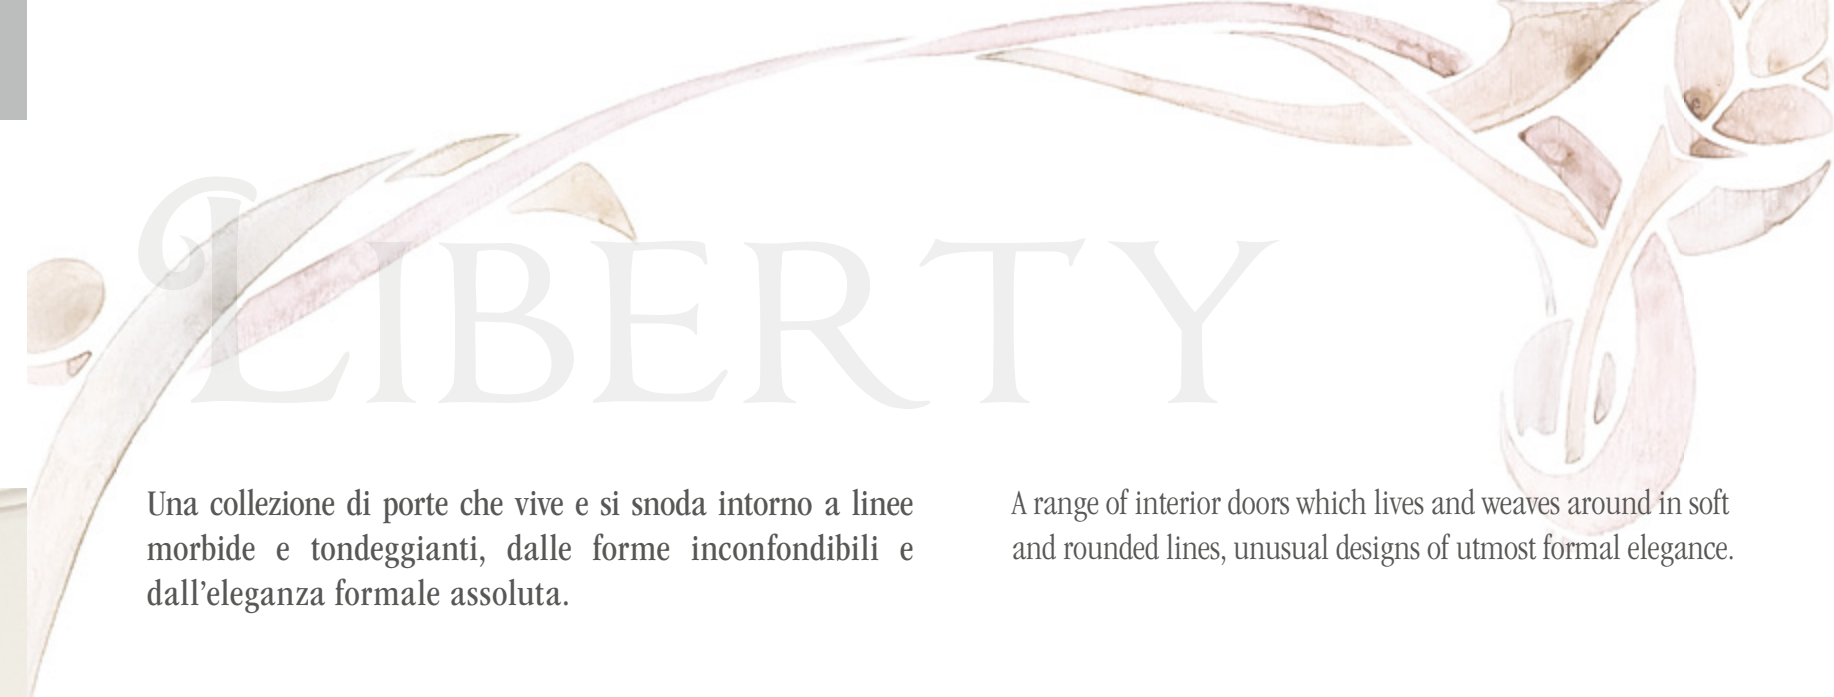 LIBERTY
Una collezione di porte che vive e si snoda intorno a linee
morbide e tondeggianti, dalle forme inconfondibili e
dall’eleganza formale assoluta.
A range of interior doors which lives and weaves around in soft
and rounded lines, unusual designs of utmost formal elegance.